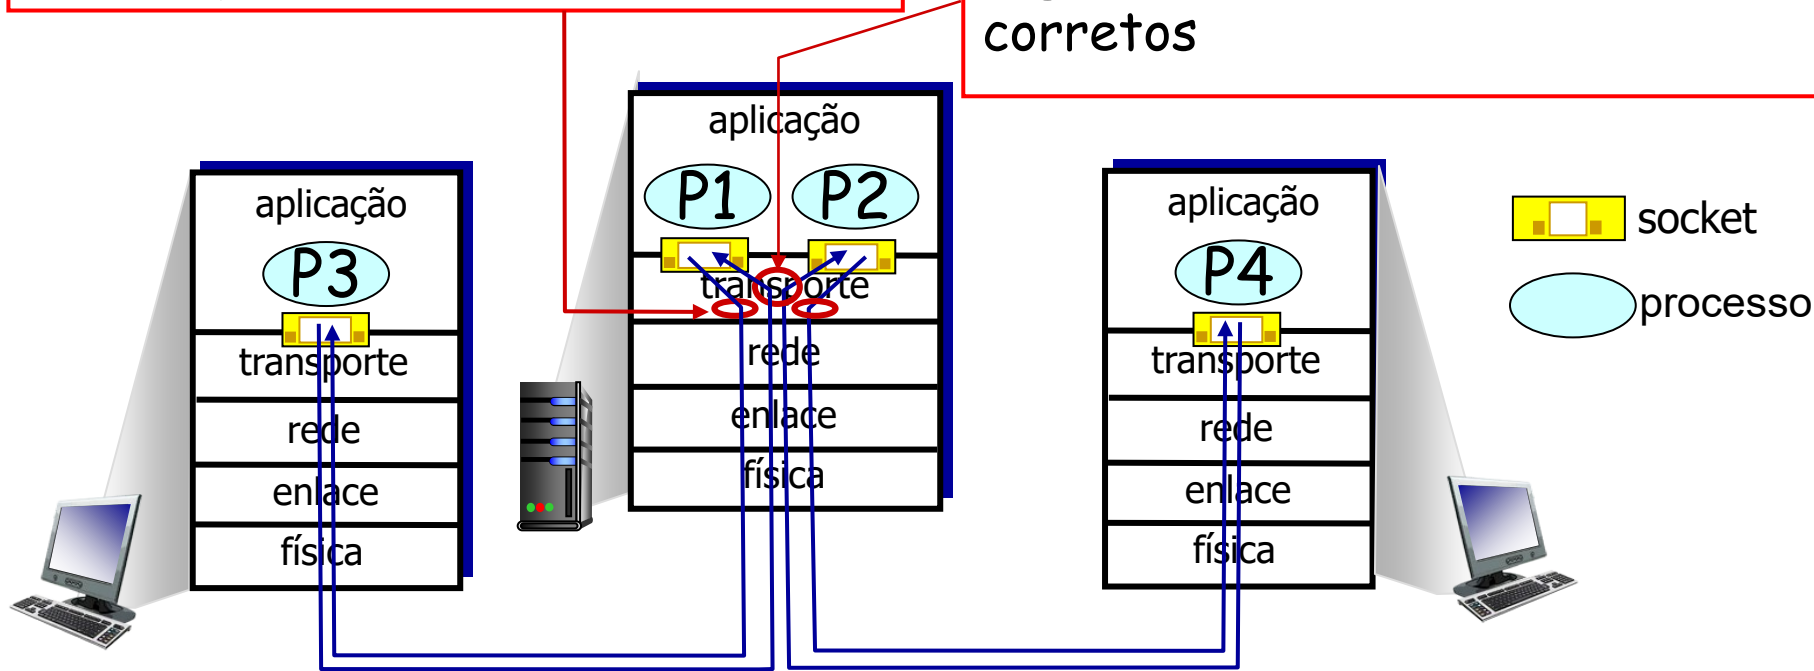 corretos
aplicação
P1
P2
transporte
rede
enlace
física
aplicação
P3
transporte
rede
enlace
física
aplicação
P4
transporte
rede
enlace
física
socket
processo